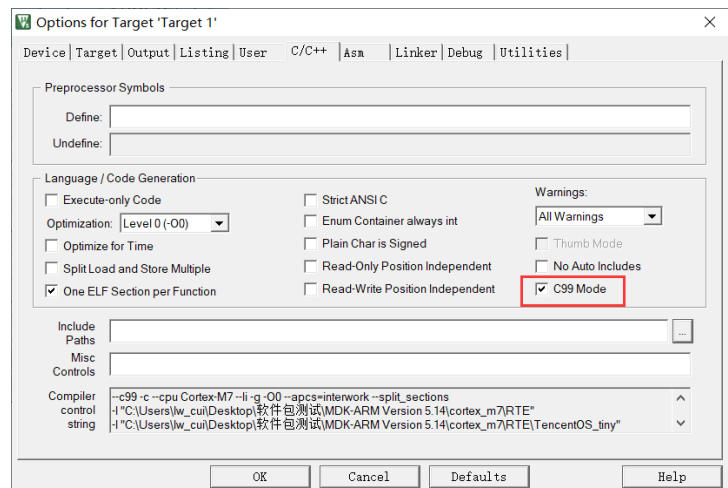 Options for Target 'Target 1'
Device Target Output Listing User C/C++ Asm Linker Debug Utilities
Preprocessor Symbols
Define:
Undefine:
Language / Code Generation
Execute-only Code
Strict ANSI C
Warnings:
Optimization: Level 0 (-O0)
Enum Container always int
All Warnings
Optimize for Time
Plain Char is Signed
Thumb Mode
Split Load and Store Multiple
Read-Only Position Independent
No Auto Includes
One ELF Section per Function
Read-Write Position Independent
C99 Mode
Include Paths
...
Misc Controls
Compiler control string
--c99 -c --cpu Cortex-M7 --li -g -O0 --apcs=interwork --split_sections
-I "C:\Users\lw_cui\Desktop\软件包测试\MDK-ARM Version 5.14\cortex_m7\RTE"
-I "C:\Users\lw_cui\Desktop\软件包测试\MDK-ARM Version 5.14\cortex_m7\RTE\TencentOS_tiny"
OK Cancel Defaults Help